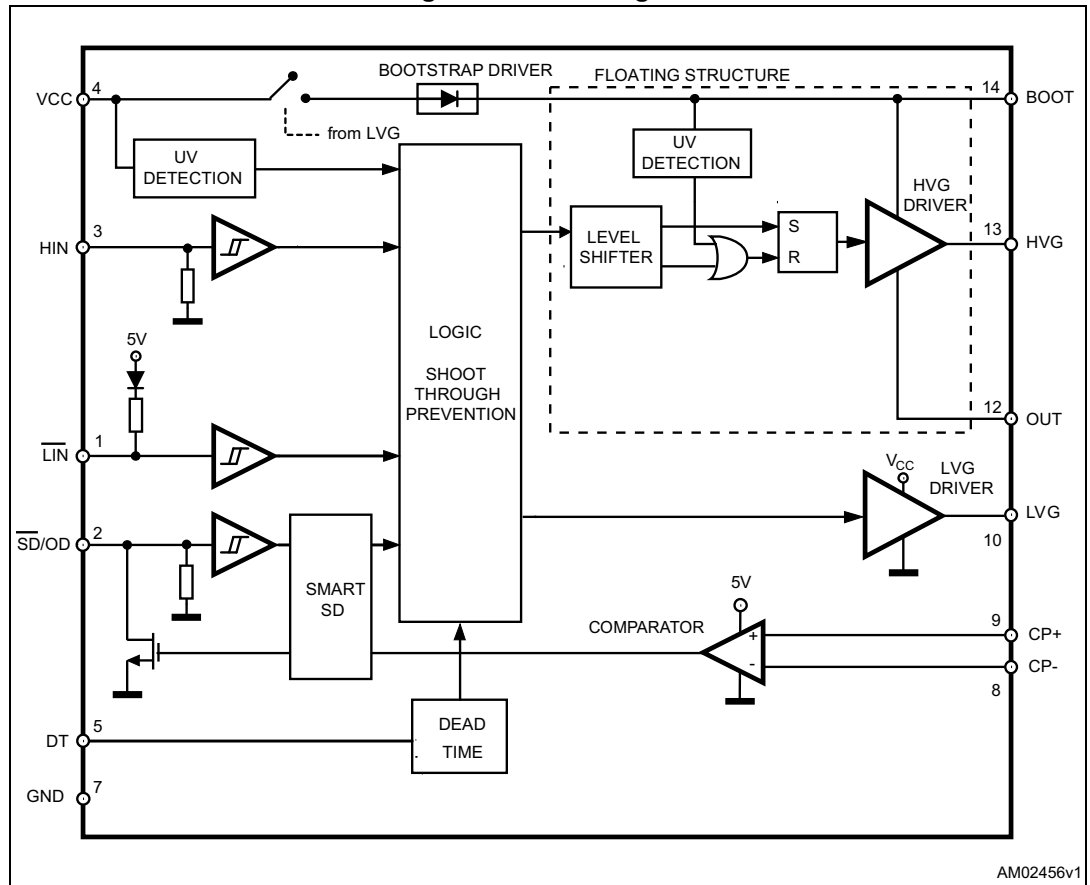 BOOTSTRAP DRIVER
FLOATING STRUCTURE
VCC
4
14
BOOT
from LVG
UV
DETECTION
UV
DETECTION
HVG
DRIVER
HIN
3
LEVEL
SHIFTER
S
R
13
HVG
5V
LOGIC
SHOOT
THROUGH
PREVENTION
12
OUT
LIN
1
VCC
LVG
DRIVER
LVG
10
SD/OD
2
SMART
SD
5V
COMPARATOR
+
-
9
CP+
CP-
8
DT
5
DEAD
TIME
GND
7
AM02456v1